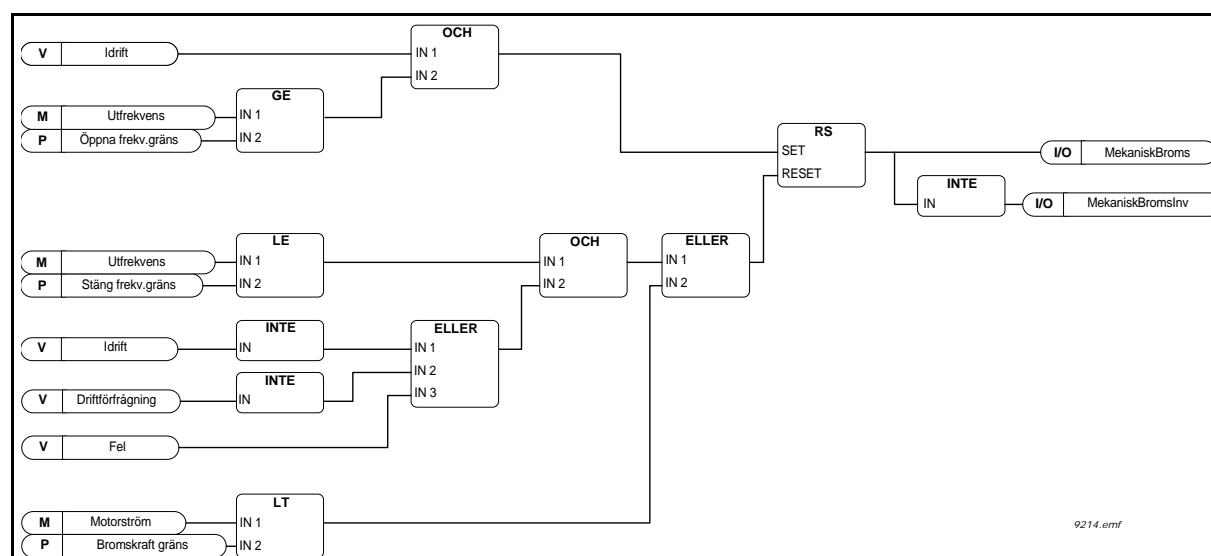 OCH
V Idrift
IN 1
IN 2
GE
M Utfrekvens
IN 1
P Öppna frekv.gräns
IN 2
RS
SET
RESET
I/O MekaniskBroms
INTE
IN
I/O MekaniskBromsInv
LE
M Utfrekvens
IN 1
P Stäng frekv.gräns
IN 2
OCH
IN 1
IN 2
ELLER
IN 1
IN 2
INTE
V Idrift
IN
ELLER
IN 1
IN 2
IN 3
INTE
V Driftförfrågning
IN
V Fel
LT
M Motorström
IN 1
P Bromskraft gräns
IN 2
9214.emf